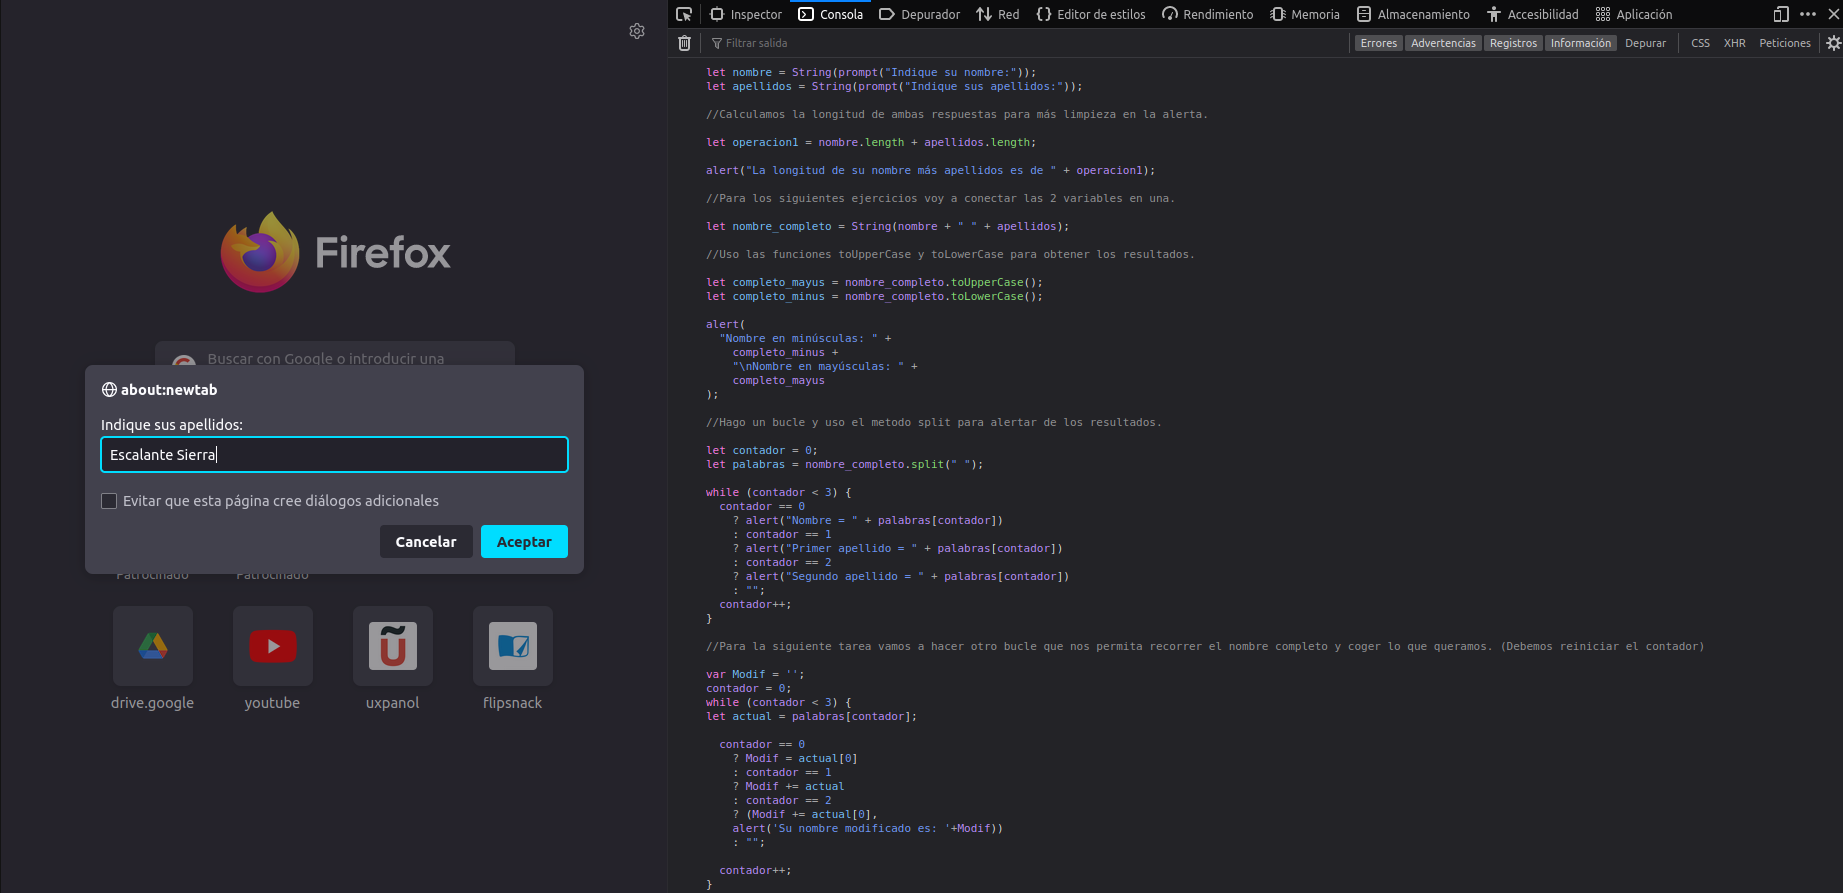 Firefox
Buscar con Google o introducir una
about:newtab
Indique sus apellidos:
Escalante Sierra
Evitar que esta página cree diálogos adicionales
Cancelar Aceptar
Patrocinado Patrocinado
drive.google youtube uxpanol flipsnack
Inspector Consola Depurador Red Editor de estilos Rendimiento Memoria Almacenamiento Accesibilidad Aplicación
Filtrar salida Errores Advertencias Registros Información Depurar CSS XHR Peticiones
let nombre = String(prompt("Indique su nombre:"));
let apellidos = String(prompt("Indique sus apellidos:"));
//Calculamos la longitud de ambas respuestas para más limpieza en la alerta.
let operacion1 = nombre.length + apellidos.length;
alert("La longitud de su nombre más apellidos es de " + operacion1);
//Para los siguientes ejercicios voy a conectar las 2 variables en una.
let nombre_completo = String(nombre + " " + apellidos);
//Uso las funciones toUpperCase y toLowerCase para obtener los resultados.
let completo_mayus = nombre_completo.toUpperCase();
let completo_minus = nombre_completo.toLowerCase();
alert(
"Nombre en minúsculas: " +
completo_minus +
"\nNombre en mayúsculas: " +
completo_mayus
);
//Hago un bucle y uso el metodo split para alertar de los resultados.
let contador = 0;
let palabras = nombre_completo.split(" ");
while (contador < 3) {
contador == 0
? alert("Nombre = " + palabras[contador])
: contador == 1
? alert("Primer apellido = " + palabras[contador])
: contador == 2
? alert("Segundo apellido = " + palabras[contador])
: "";
contador++;
}
//Para la siguiente tarea vamos a hacer otro bucle que nos permita recorrer el nombre completo y coger lo que queramos. (Debemos reiniciar el contador)
var Modif = '';
contador = 0;
while (contador < 3) {
let actual = palabras[contador];
contador == 0
? Modif = actual[0]
: contador == 1
? Modif += actual
: contador == 2
? (Modif += actual[0],
alert('Su nombre modificado es: '+Modif))
: "";
contador++;
}